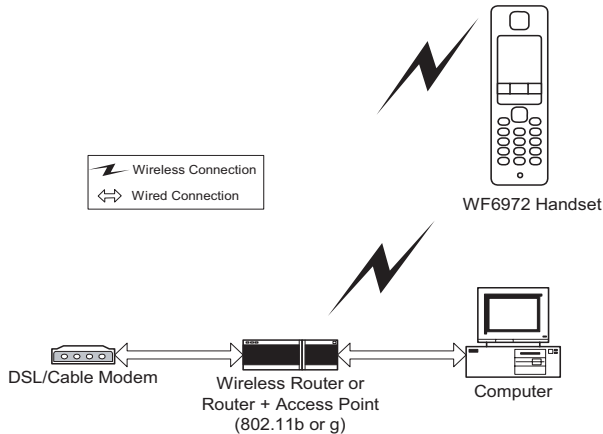 Wireless Connection
Wired Connection
WF6972 Handset
DSL/Cable Modem
Wireless Router or
Router + Access Point
(802.11b or g)
Computer